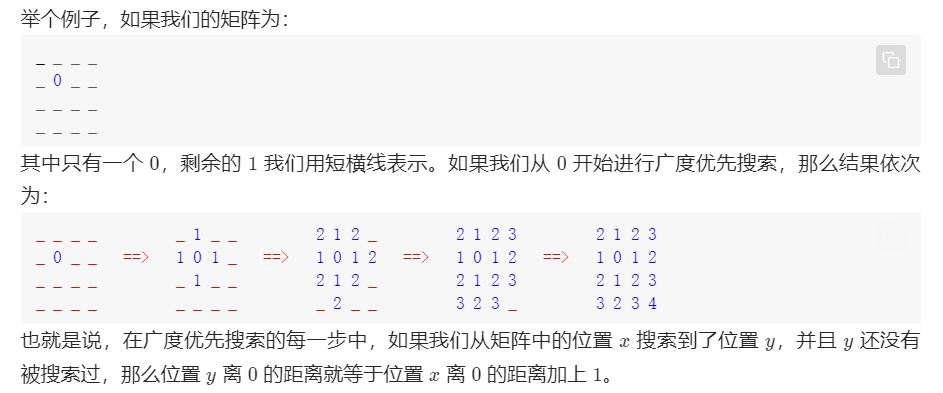 举个例子，如果我们的矩阵为：
_ _ _ _
_ 0 _ _
_ _ _ _
_ _ _ _
其中只有一个 0，剩余的 1 我们用短横线表示。如果我们从 0 开始进行广度优先搜索，那么结果依次
为：
_ _ _ _        _ 1 _ _        2 1 2 _        2 1 2 3        2 1 2 3
_ 0 _ _  ==>   1 0 1 _  ==>   1 0 1 2  ==>   1 0 1 2  ==>   1 0 1 2
_ _ _ _        _ 1 _ _        2 1 2 _        2 1 2 3        2 1 2 3
_ _ _ _        _ _ _ _        _ 2 _ _        3 2 3 _        3 2 3 4
也就是说，在广度优先搜索的每一步中，如果我们从矩阵中的位置 x 搜索到了位置 y，并且 y 还没有
被搜索过，那么位置 y 离 0 的距离就等于位置 x 离 0 的距离加上 1。